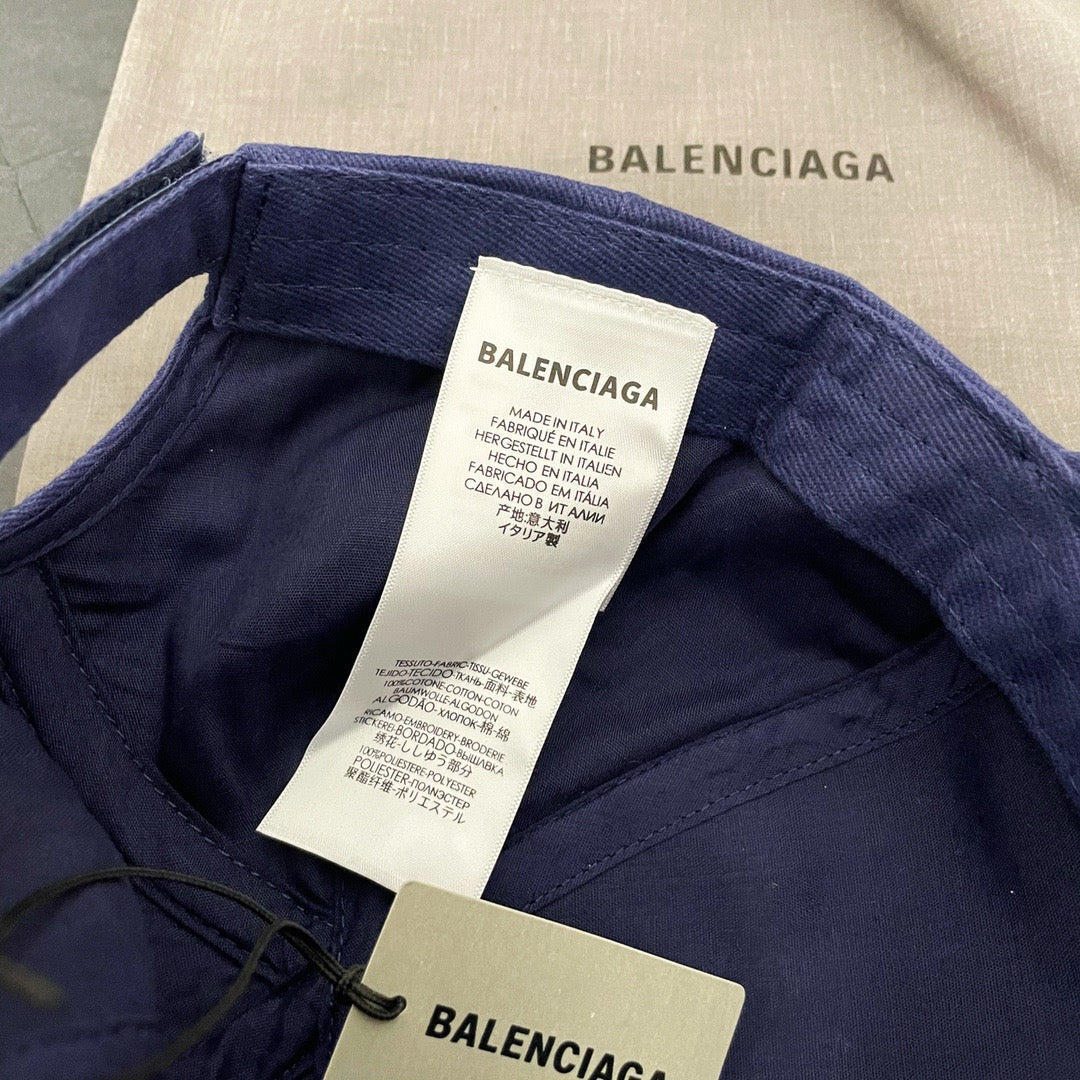 BALENCIAGA
BALENCIAGA
MADE IN ITALY
FABRIQUÉ EN ITALIE
HERGESTELLT IN ITALIEN
HECHO EN ITALIA
FABRICADO EM ITÁLIA
СДЕЛАНО В ИТАЛИИ
产地:意大利
イタリア製
TESSUTO-FABRIC-TISSU-GEWEBE
TEJIDO-TECIDO-ТКАНЬ-面料-表地
100%COTONE-COTTON-COTON
BAUMWOLLE-ALGODON
ALGODÃO-ХЛОПОК-棉-綿
RICAMO-EMBROIDERY-BRODERIE
STICKEREI-BORDADO-ВЫШАВКА
绣花-ししゆう部分
100%POLIESTERE-POLYESTER
POLIESTER-ПОЛИЭСТЕР
聚酯纤维-ポリエステル
BALENCIAGA